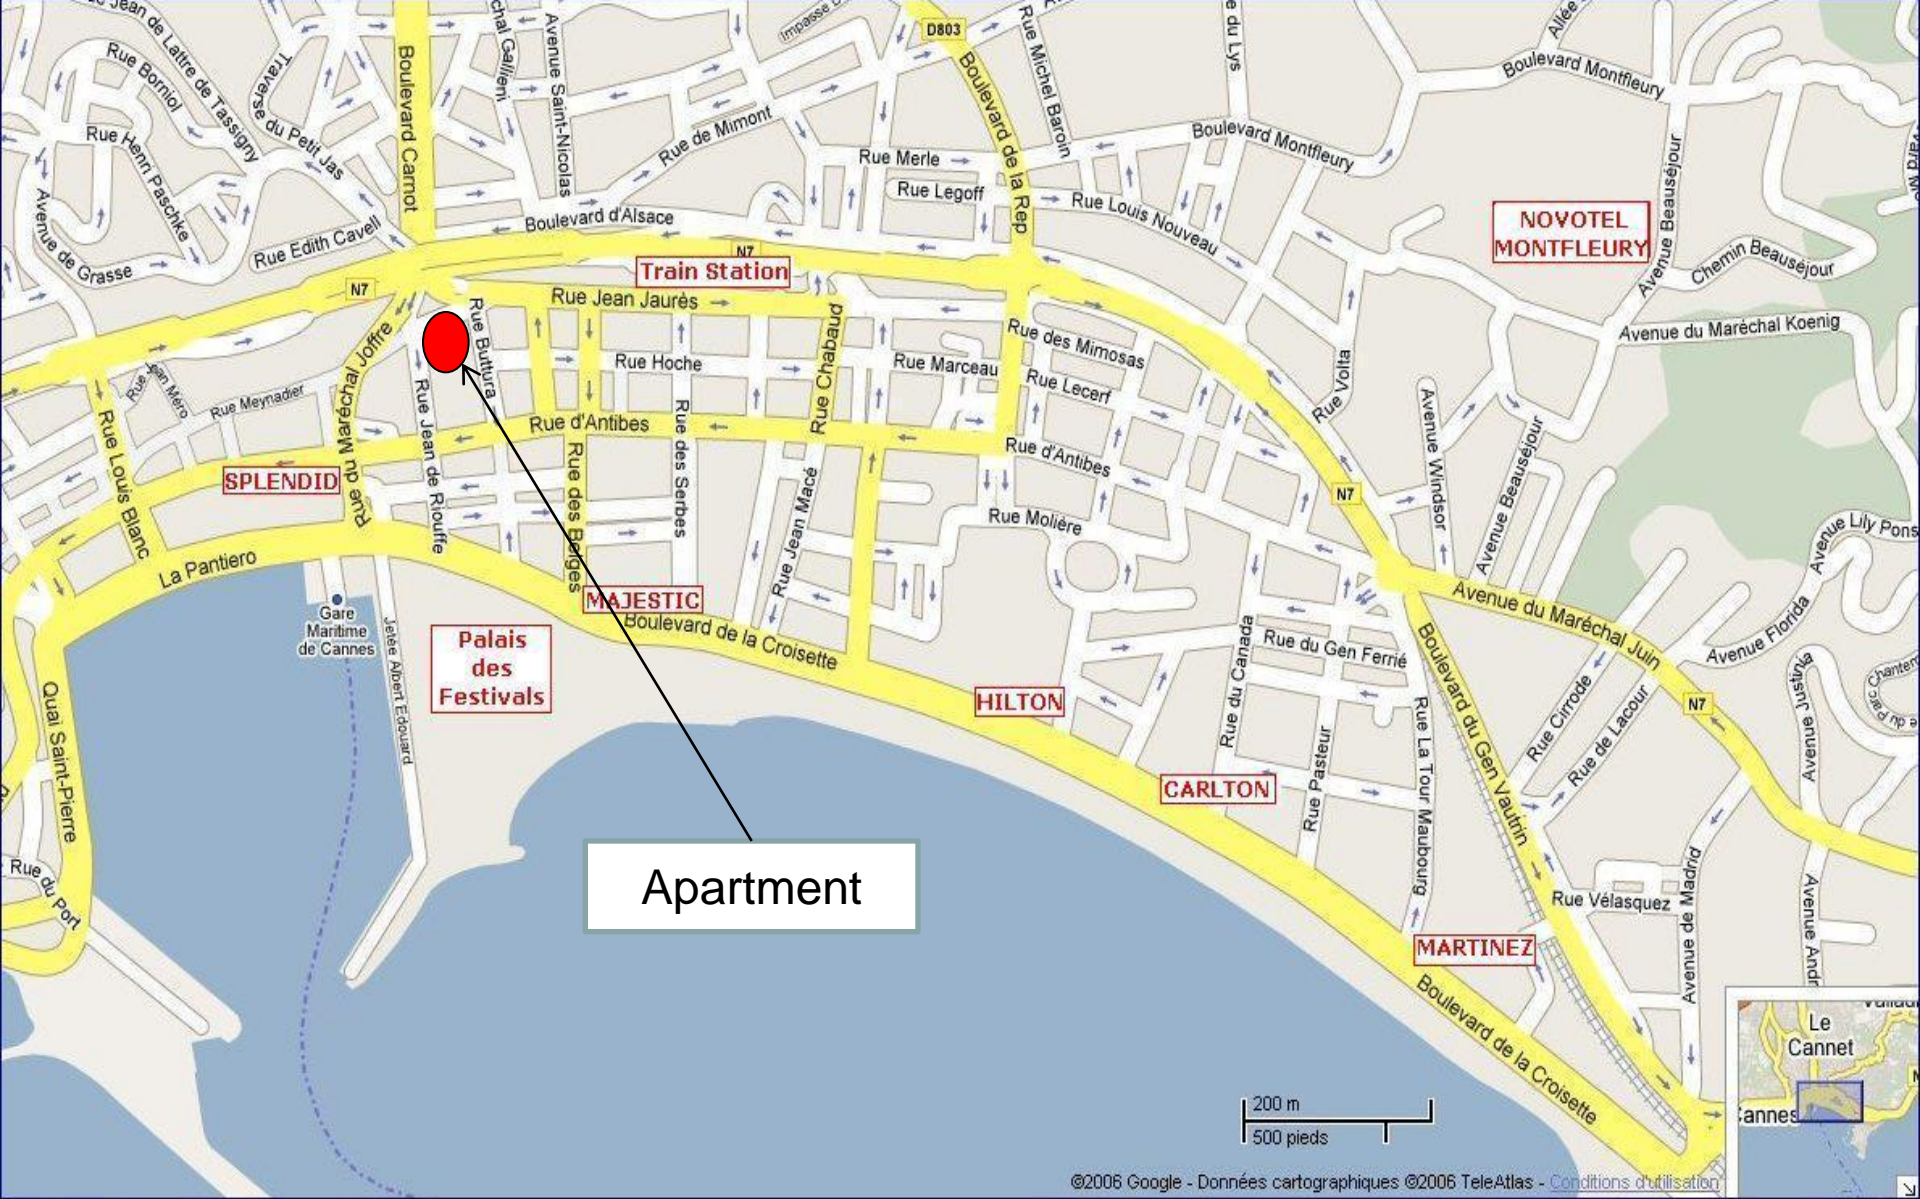 Jean de Lattre de Tassigny
Rue Borniol
Traverse du Petit Jas
Rue Henri Paschke
Avenue de Grasse
Rue Edith Cavell
Boulevard Carnot
Avenue Saint-Nicolas
Rue de Mimont
D803
Boulevard de la Rep
Rue Michel Baroin
Rue Merle
Rue Legoff
Rue Louis Nouveau
Boulevard Montfleury
Boulevard Montfleury
Avenue Beauséjour
Chemin Beauséjour
NOVOTEL
MONTFLEURY
Boulevard d'Alsace
N7
N7
Train Station
Rue Jean Jaurès
Rue Buttura
Rue Hoche
Rue Chabaud
Rue Marceau
Rue des Mimosas
Rue Lecerf
Rue Volta
Avenue du Maréchal Koenig
Rue Jean Méro
Rue Meynadier
Rue du Maréchal Joffre
Rue Louis Blanc
Rue Jean de Riouffe
Rue d'Antibes
Rue d'Antibes
Rue des Serbes
Rue des Belges
Rue Jean Macé
Rue Molière
N7
Avenue Windsor
Avenue Beauséjour
Avenue Lily Pons
SPLENDID
La Pantiero
Gare
Maritime
de Cannes
Jetée Albert Edouard
Palais
des
Festivals
MAJESTIC
Boulevard de la Croisette
HILTON
CARLTON
MARTINEZ
Rue du Canada
Rue du Gen Ferrié
Rue Pasteur
Rue La Tour Maubourg
Boulevard du Gen Vautrin
Avenue du Maréchal Juin
Avenue Florida
Avenue Justinia
Rue Cirrode
Rue de Lacour
N7
Rue Vélasquez
Avenue de Madrid
Boulevard de la Croisette
Quai Saint-Pierre
Rue du Port
Apartment
200 m
500 pieds
Le
Cannet
©2006 Google - Données cartographiques ©2006 TeleAtlas - Conditions d'utilisation